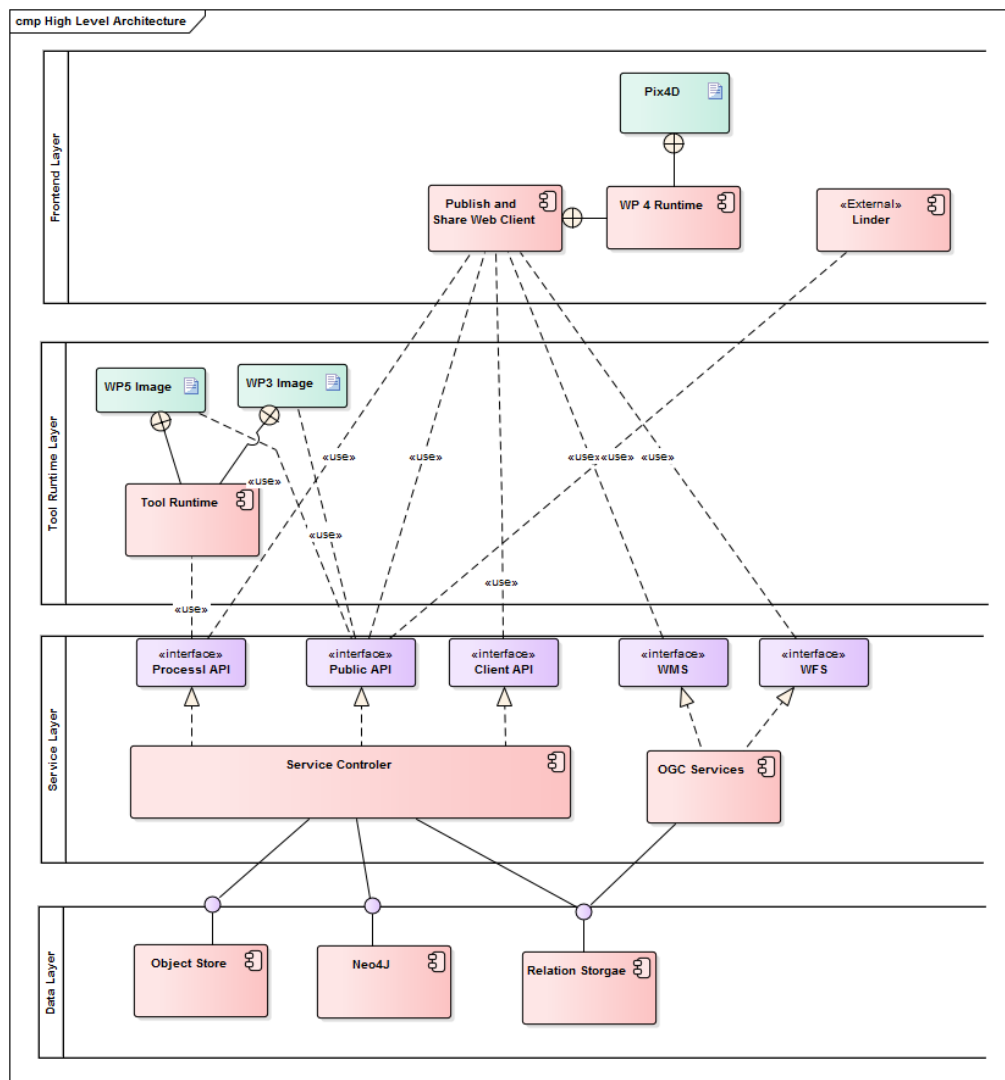 cmp High Level Architecture
Frontend Layer
Pix4D
Publish and
Share Web Client
WP 4 Runtime
«External»
Linder
Tool Runtime Layer
WP5 Image
WP3 Image
«use»
«use»
«use»
«use»
«use»
Tool Runtime
«use»
«use»
«use»
«use»
Service Layer
«interface»
ProcessI API
«interface»
Public API
«interface»
Client API
«interface»
WMS
«interface»
WFS
Service Controler
OGC Services
Data Layer
Object Store
Neo4J
Relation Storgae